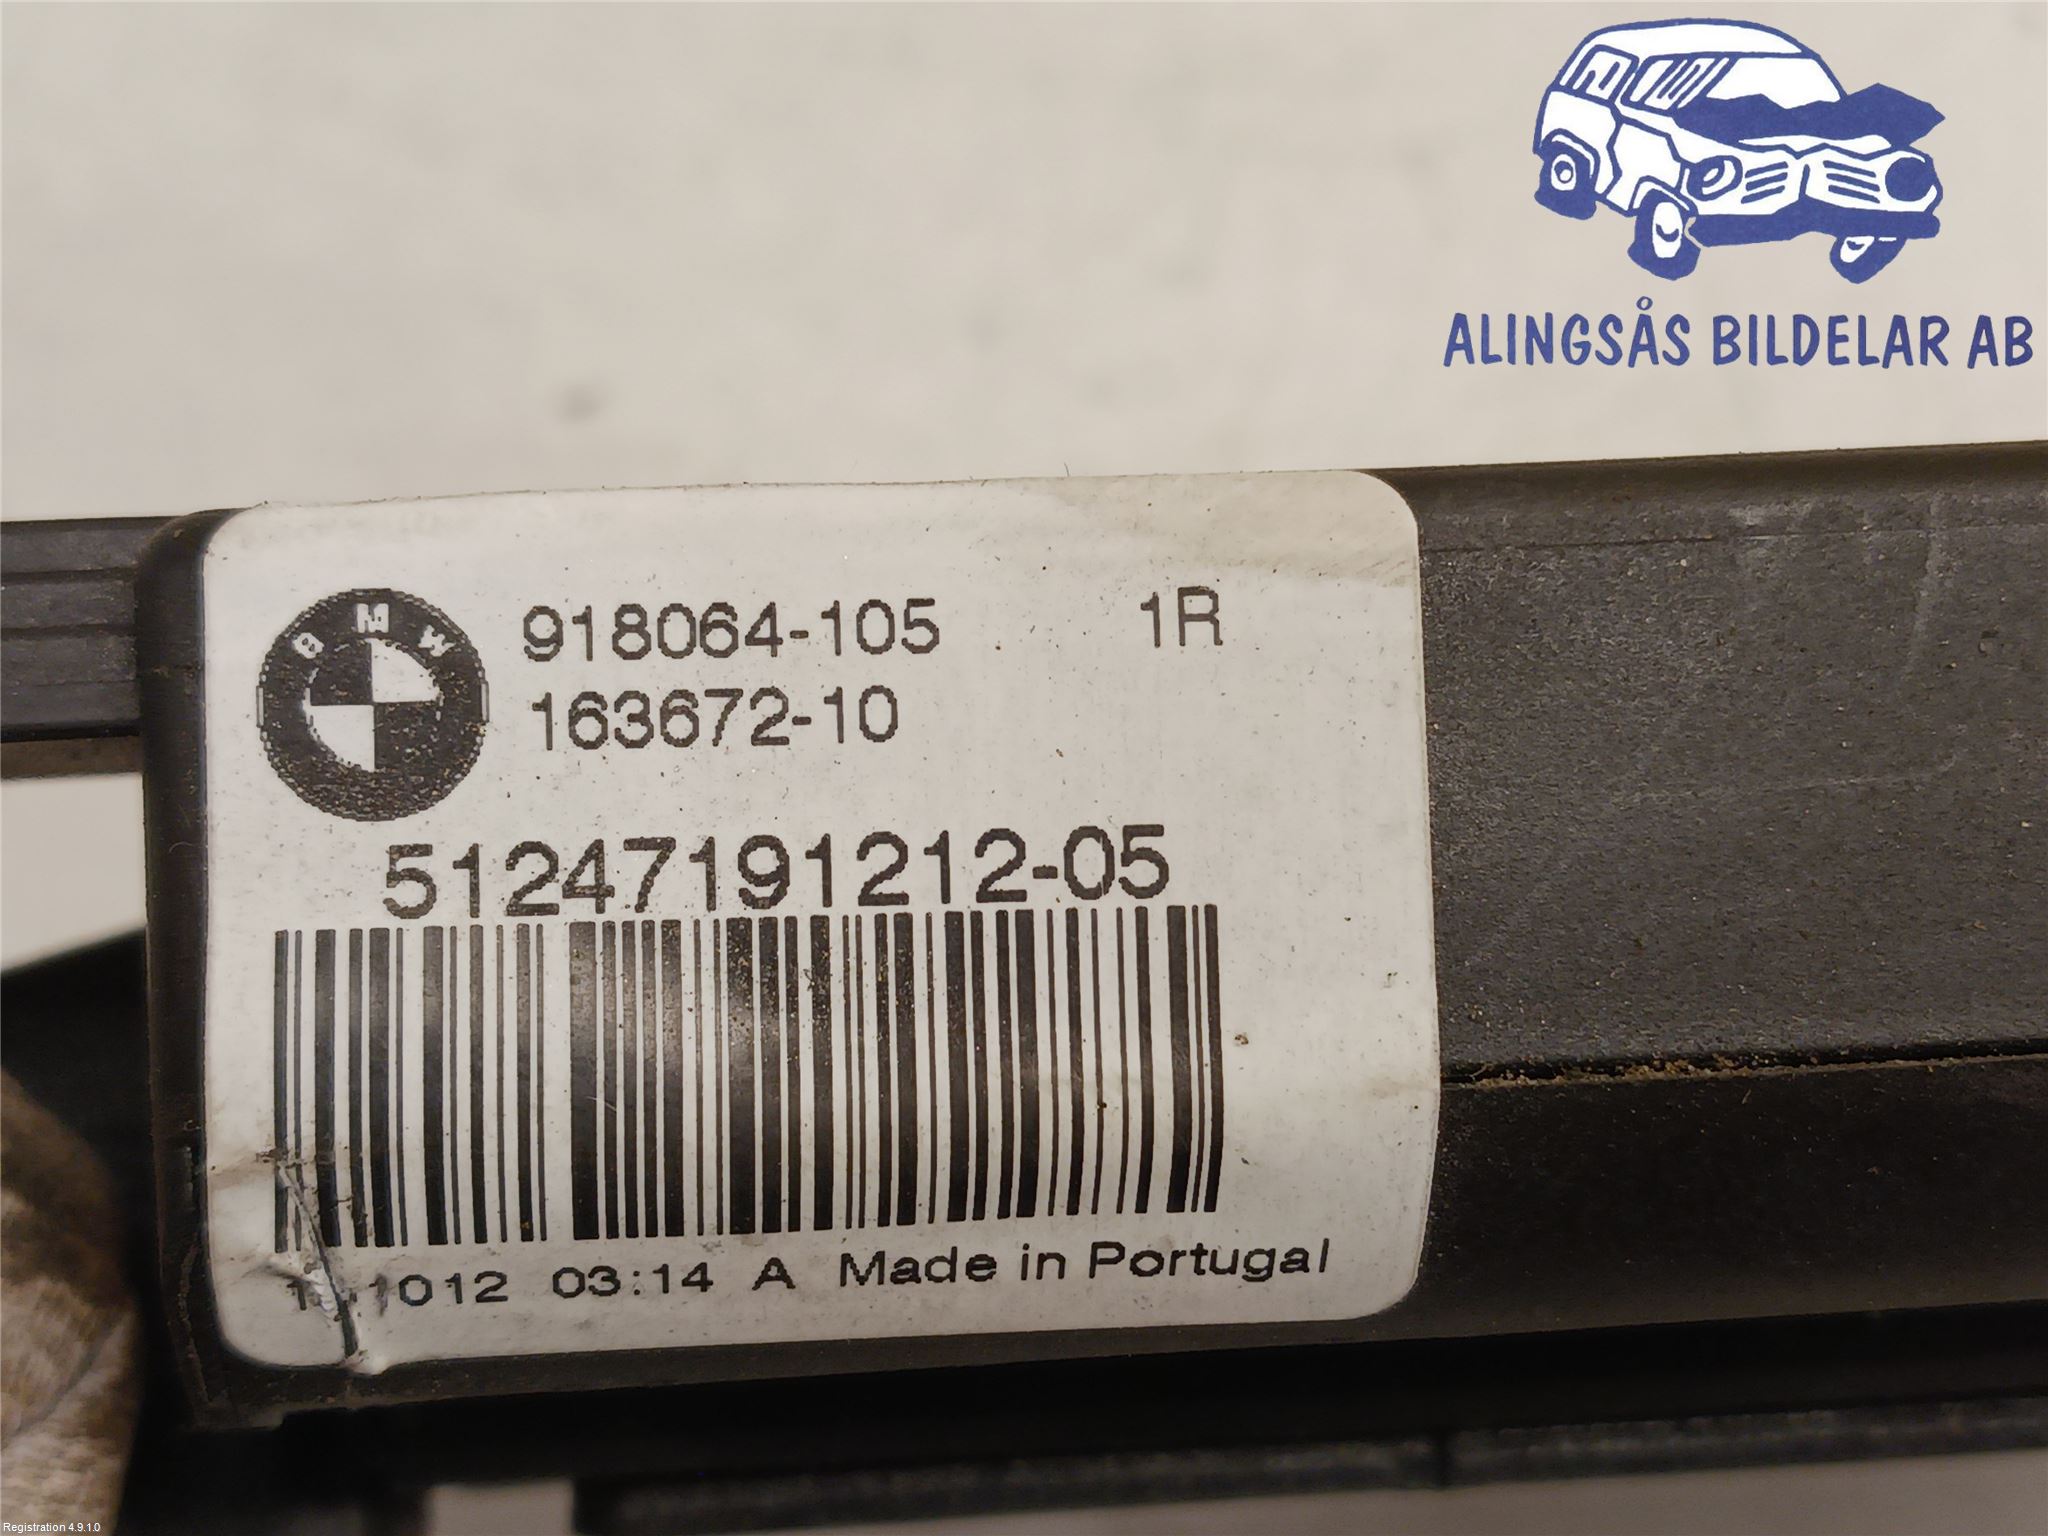 ALINGSÅS BILDELAR AB
BMW
918064-105 1R
163672-10
51247191212-05
03:14 A Made in Portugal
Registration 4.9.1.0